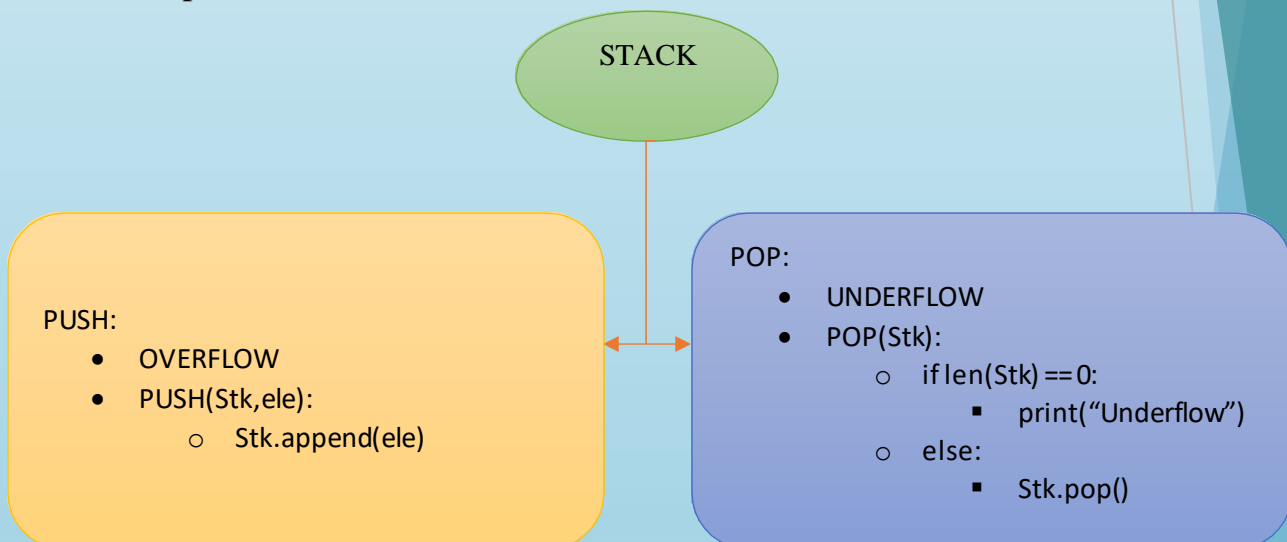 STACK
PUSH:
• OVERFLOW
• PUSH(Stk,ele):
o Stk.append(ele)
POP:
• UNDERFLOW
• POP(Stk):
o if len(Stk) == 0:
▪ print(“Underflow”)
o else:
▪ Stk.pop()